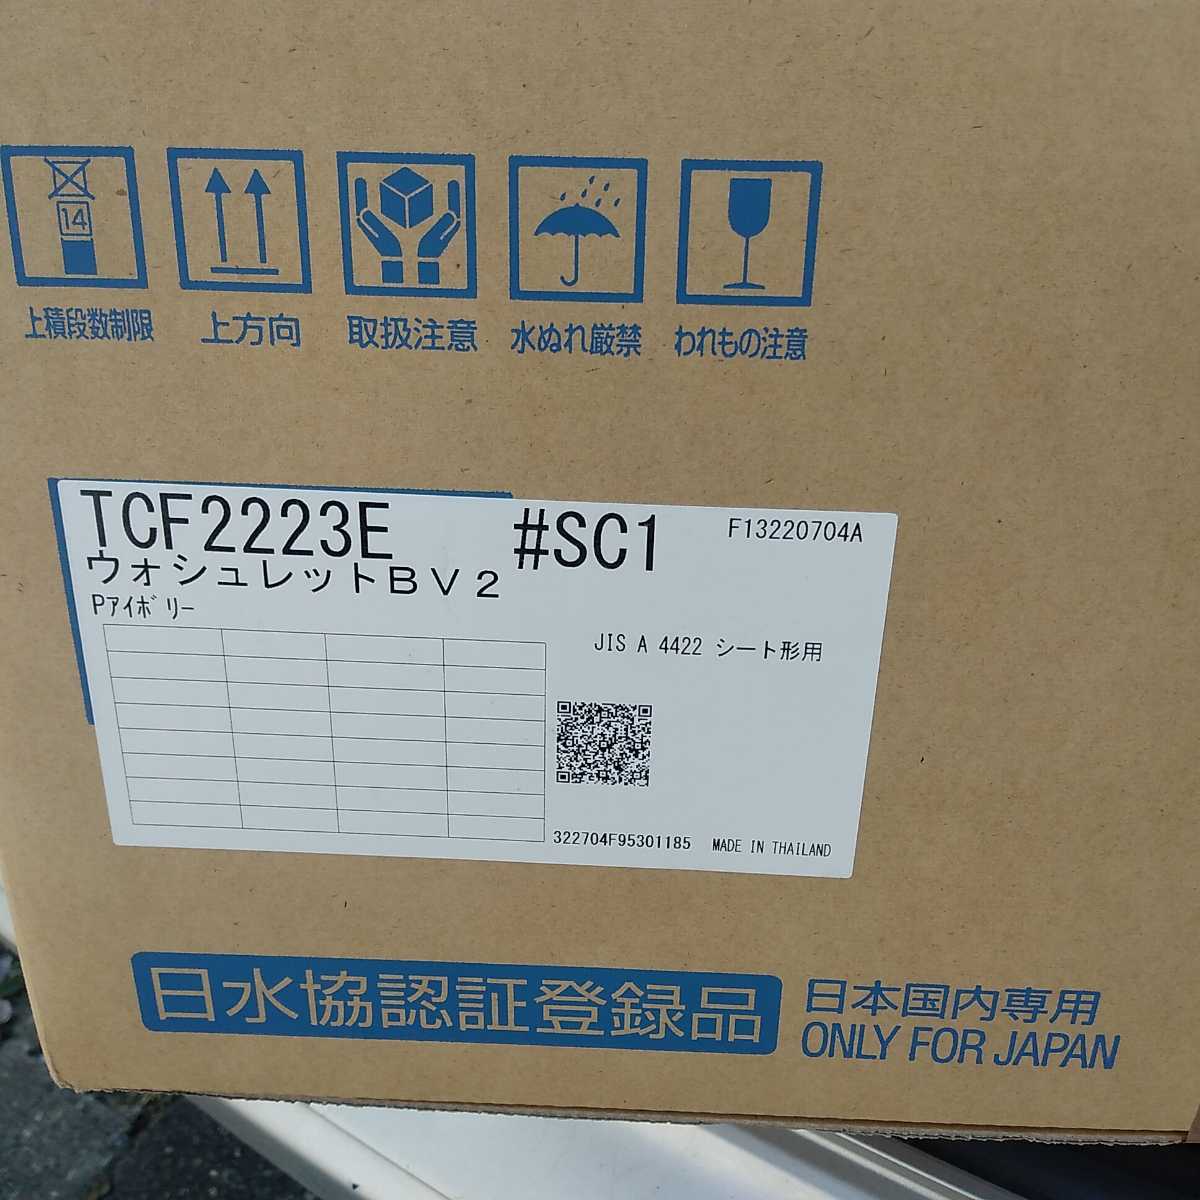 14
上積段数制限
上方向
取扱注意
水ぬれ厳禁
われもの注意
TCF2223E #SC1 F13220704A
ウォシュレットBV2
Pアイボリー
JIS A 4422 シート形用
322704F95301185 MADE IN THAILAND
日水協認証登録品
日本国内専用
ONLY FOR JAPAN